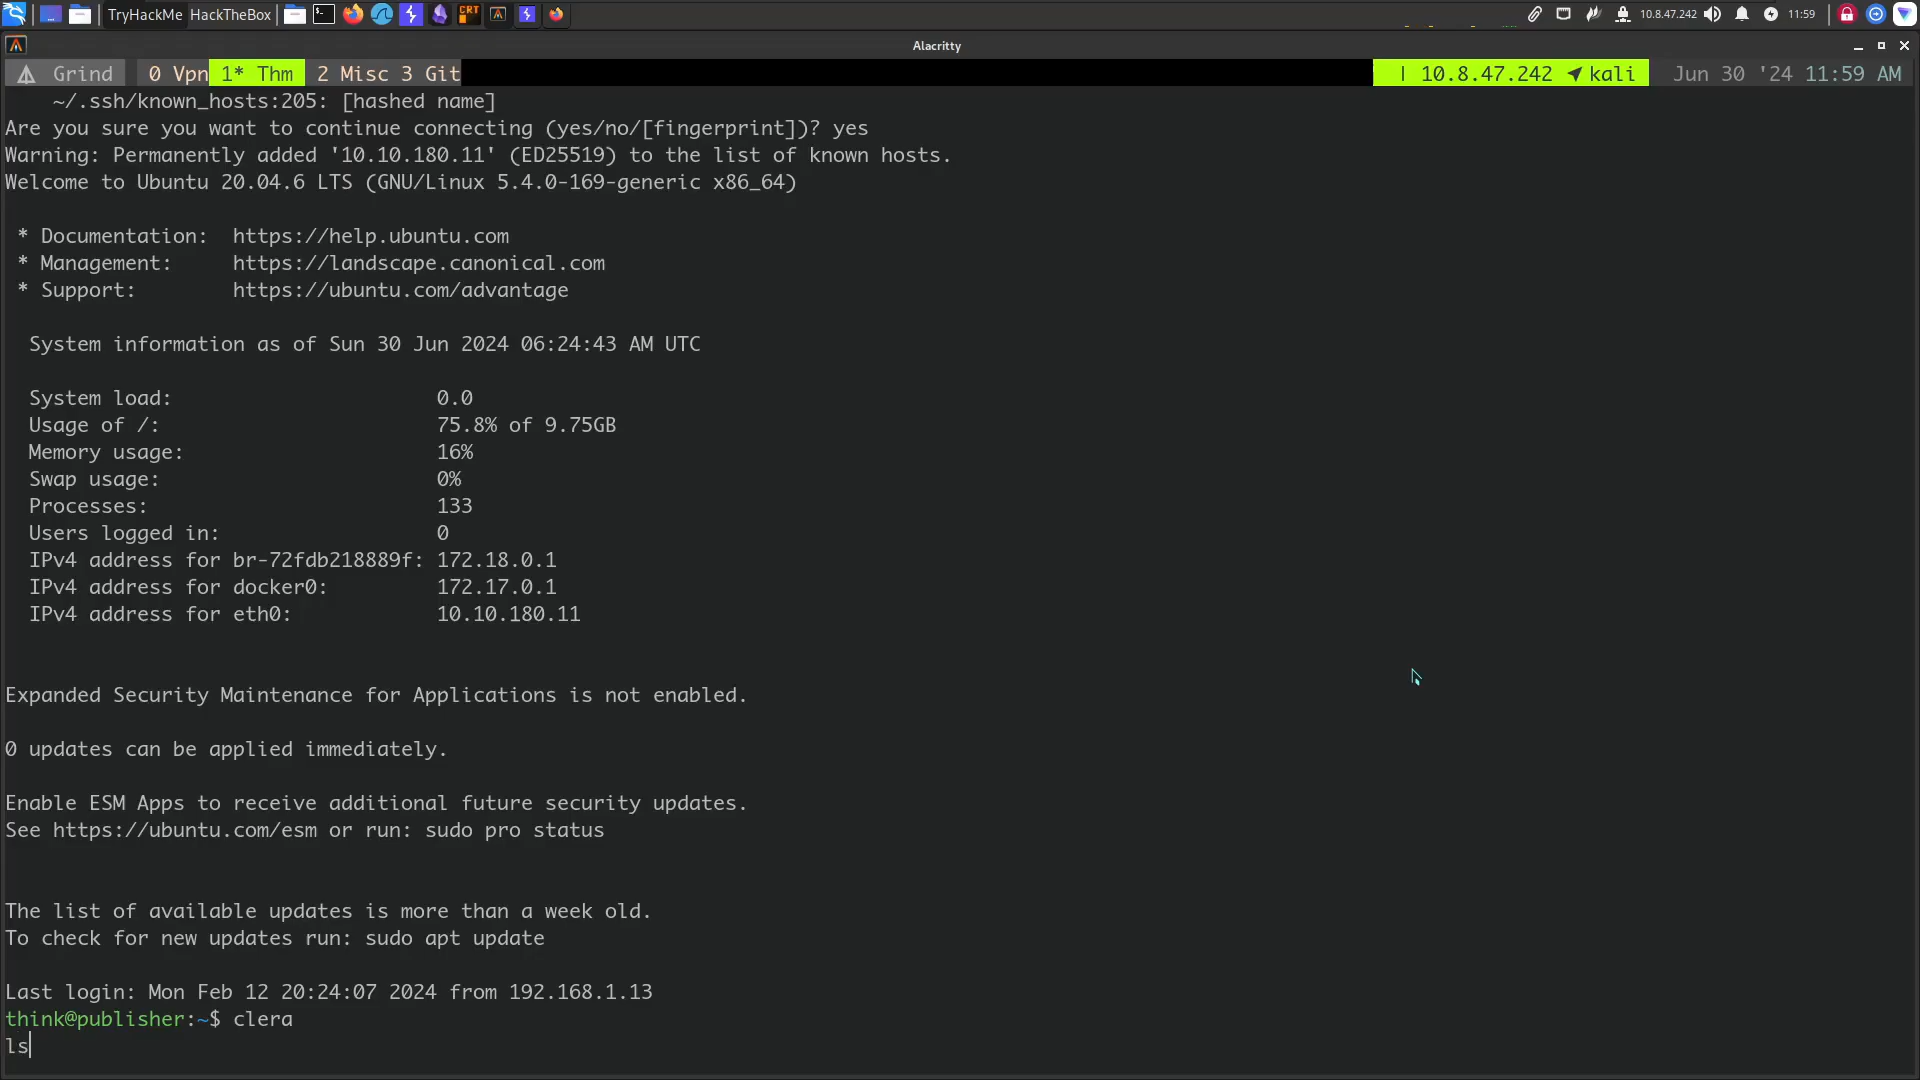 TryHackMe HackTheBox CRT 10.8.47.242 11:59
Alacritty
Grind 0 Vpn 1* Thm 2 Misc 3 Git | 10.8.47.242 kali Jun 30 '24 11:59 AM
~/.ssh/known_hosts:205: [hashed name]
Are you sure you want to continue connecting (yes/no/[fingerprint])? yes
Warning: Permanently added '10.10.180.11' (ED25519) to the list of known hosts.
Welcome to Ubuntu 20.04.6 LTS (GNU/Linux 5.4.0-169-generic x86_64)
* Documentation:  https://help.ubuntu.com
* Management:     https://landscape.canonical.com
* Support:        https://ubuntu.com/advantage
System information as of Sun 30 Jun 2024 06:24:43 AM UTC
System load:                      0.0
Usage of /:                       75.8% of 9.75GB
Memory usage:                     16%
Swap usage:                       0%
Processes:                        133
Users logged in:                  0
IPv4 address for br-72fdb218889f: 172.18.0.1
IPv4 address for docker0:         172.17.0.1
IPv4 address for eth0:            10.10.180.11
Expanded Security Maintenance for Applications is not enabled.
0 updates can be applied immediately.
Enable ESM Apps to receive additional future security updates.
See https://ubuntu.com/esm or run: sudo pro status
The list of available updates is more than a week old.
To check for new updates run: sudo apt update
Last login: Mon Feb 12 20:24:07 2024 from 192.168.1.13
think@publisher:~$ clera
ls